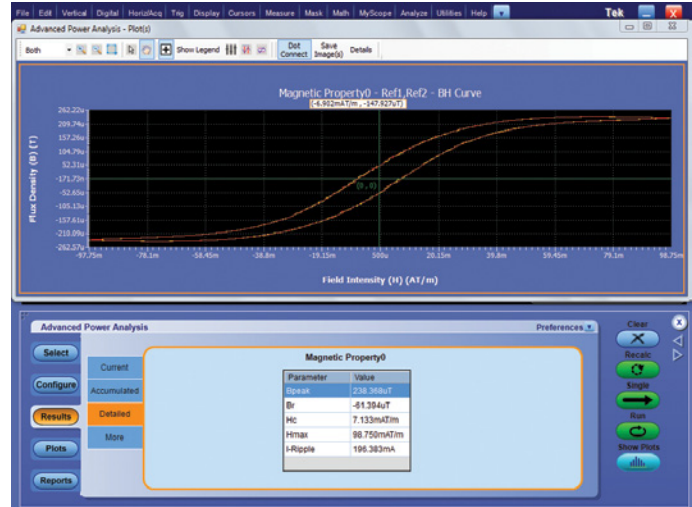 File Edit Vertical Digital Horiz/Acq Trig Display Cursors Measure Mask Math MyScope Analyze Utilities Help Tek
Advanced Power Analysis - Plot(s)
Both Show Legend Dot Connect Save Image(s) Details
Magnetic Property0 - Ref1,Ref2 - BH Curve
(-6.902mAT/m , -147.927uT)
Flux Density (B) (T)
262.22u
209.74u
157.26u
104.79u
52.31u
-171.73n
-52.65u
-105.13u
-157.61u
-210.09u
-262.57u
(0 , 0)
-97.75m -78.1m -58.45m -38.8m -19.15m 500u 20.15m 39.8m 59.45m 79.1m 98.75m
Field Intensity (H) (AT/m)
Advanced Power Analysis Preferences
Select
Configure
Results
Plots
Reports
Current
Accumulated
Detailed
More
Magnetic Property0
Parameter Value
Bpeak 238.368uT
Br -61.394uT
Hc 7.133mAT/m
Hmax 98.750mAT/m
I-Ripple 196.383mA
Clear
Recalc
Single
Run
Show Plots